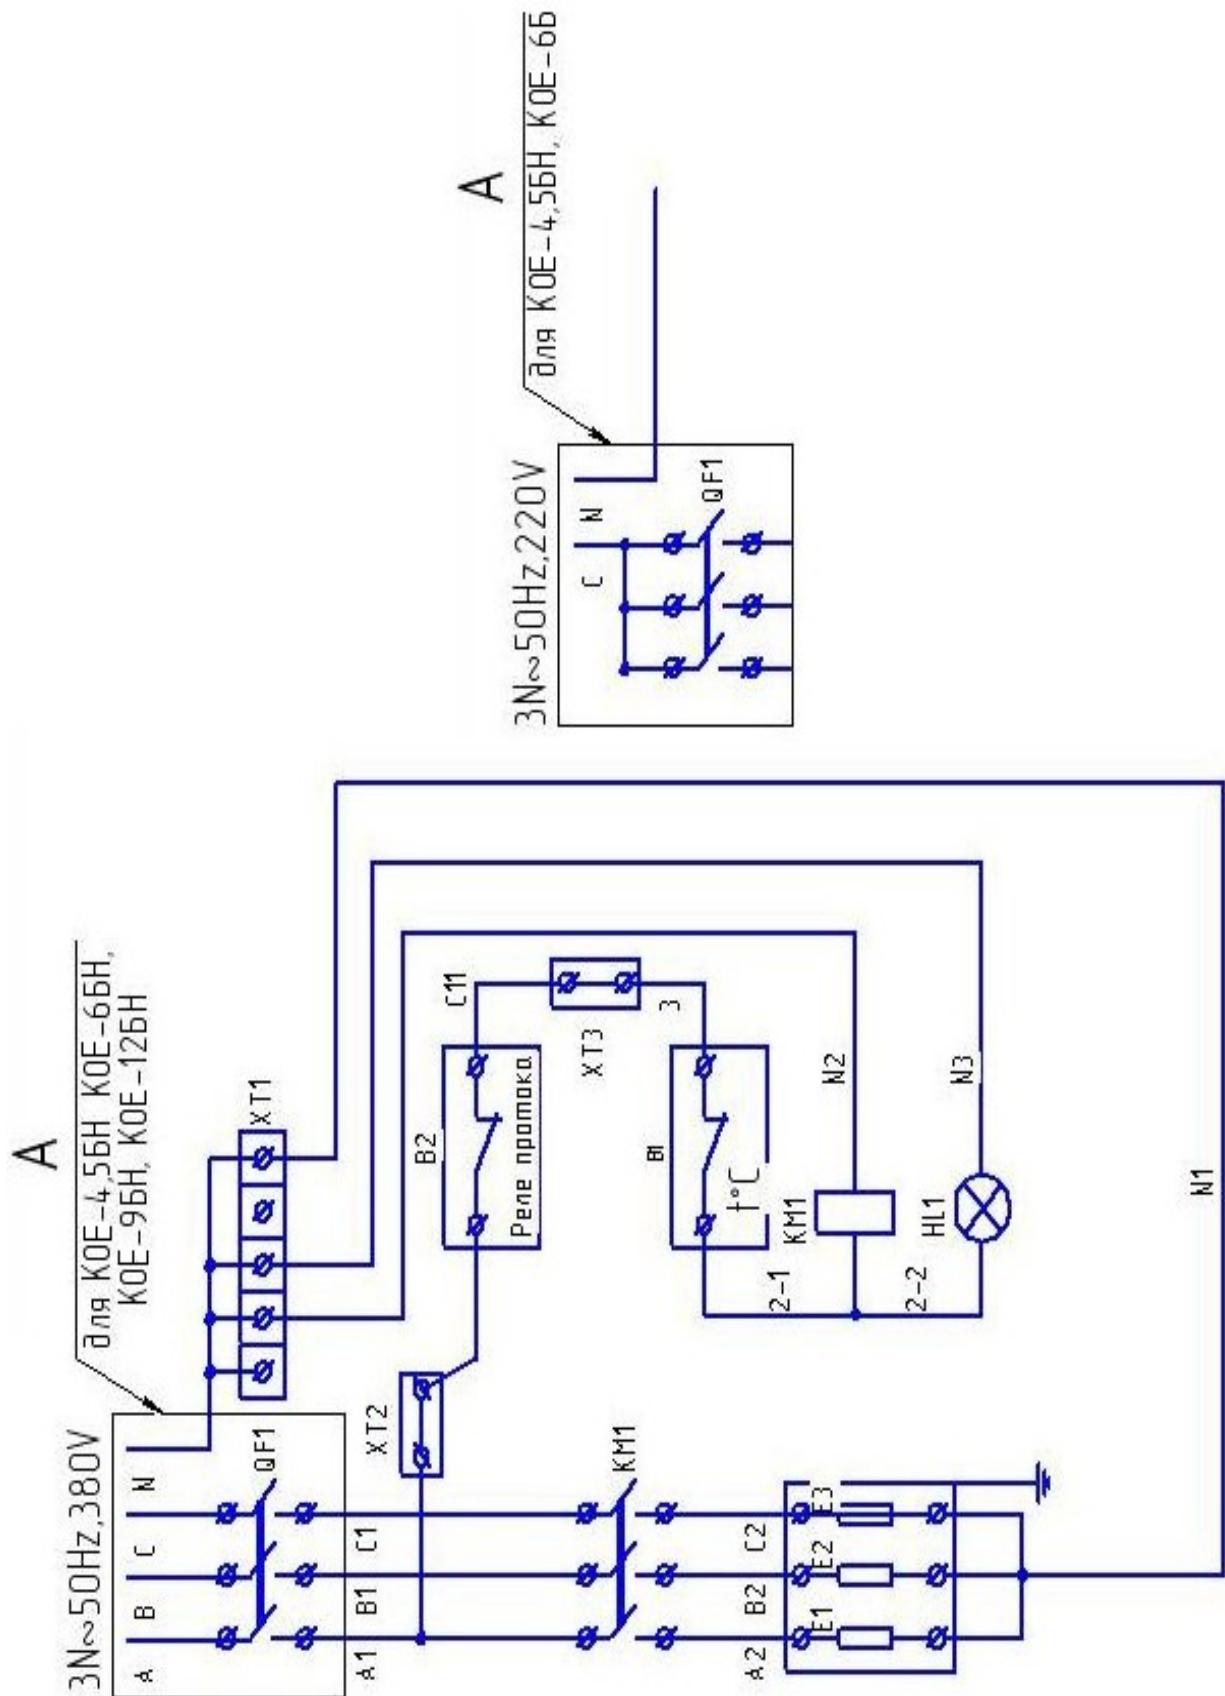 А
для КОЕ-4,5БН КОЕ-6БН,
КОЕ-9БН, КОЕ-12БН
3N~50Hz,380V
A
B
C
N
QF1
XT1
A1
B1
C1
XT2
B2
Реле протока
C11
XT3
3
B1
t°C
KM1
KM1
2-1
N2
2-2
HL1
N3
A2
B2
C2
E1
E2
E3
N1
А
для КОЕ-4,5БН, КОЕ-6Б
3N~50Hz,220V
C
N
QF1